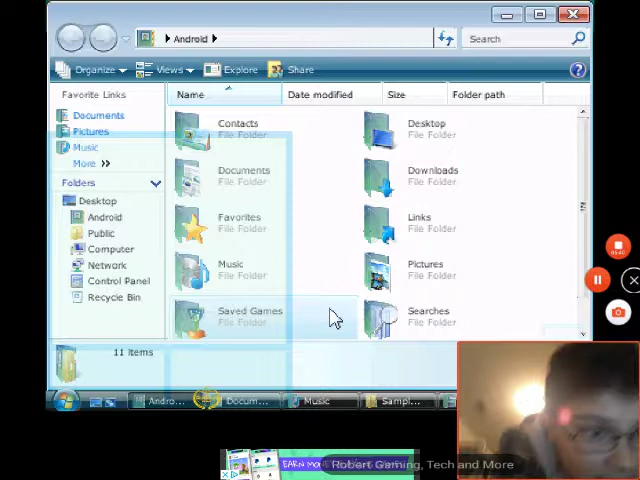 Android
Search
Organize
Views
Explore
Share
Favorite Links
Documents
Pictures
Music
More
Folders
Desktop
Android
Public
Computer
Network
Control Panel
Recycle Bin
Name
Date modified
Size
Folder path
Contacts
File Folder
Desktop
File Folder
Documents
File Folder
Downloads
File Folder
Favorites
File Folder
Links
File Folder
Music
File Folder
Pictures
File Folder
Saved Games
File Folder
Searches
File Folder
11 items
Andro...
Docum...
Music
Sampl...
EARN MON
Robert Gaming, Tech and More